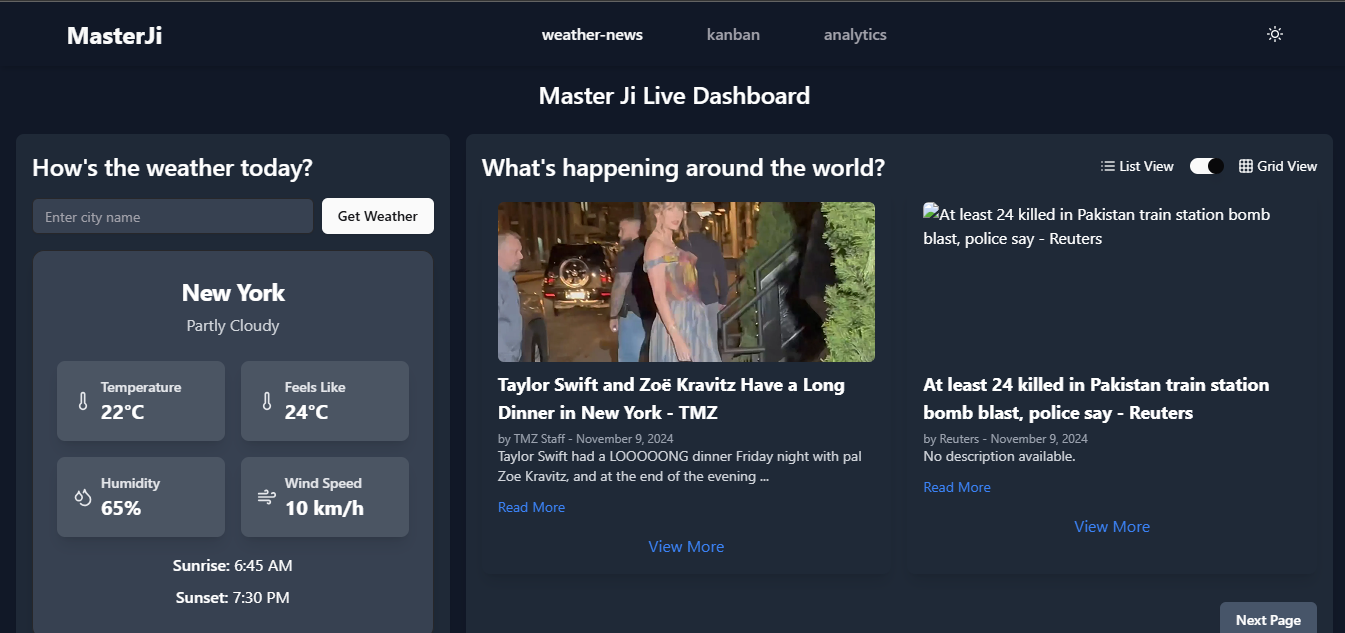 MasterJi
weather-news
kanban
analytics
Master Ji Live Dashboard
How's the weather today?
Enter city name
Get Weather
New York
Partly Cloudy
Temperature
22°C
Feels Like
24°C
Humidity
65%
Wind Speed
10 km/h
Sunrise: 6:45 AM
Sunset: 7:30 PM
What's happening around the world?
List View
Grid View
Taylor Swift and Zoë Kravitz Have a Long
Dinner in New York - TMZ
by TMZ Staff - November 9, 2024
Taylor Swift had a LOOOOONG dinner Friday night with pal
Zoe Kravitz, and at the end of the evening ...
Read More
View More
At least 24 killed in Pakistan train station bomb
blast, police say - Reuters
At least 24 killed in Pakistan train station
bomb blast, police say - Reuters
by Reuters - November 9, 2024
No description available.
Read More
View More
Next Page